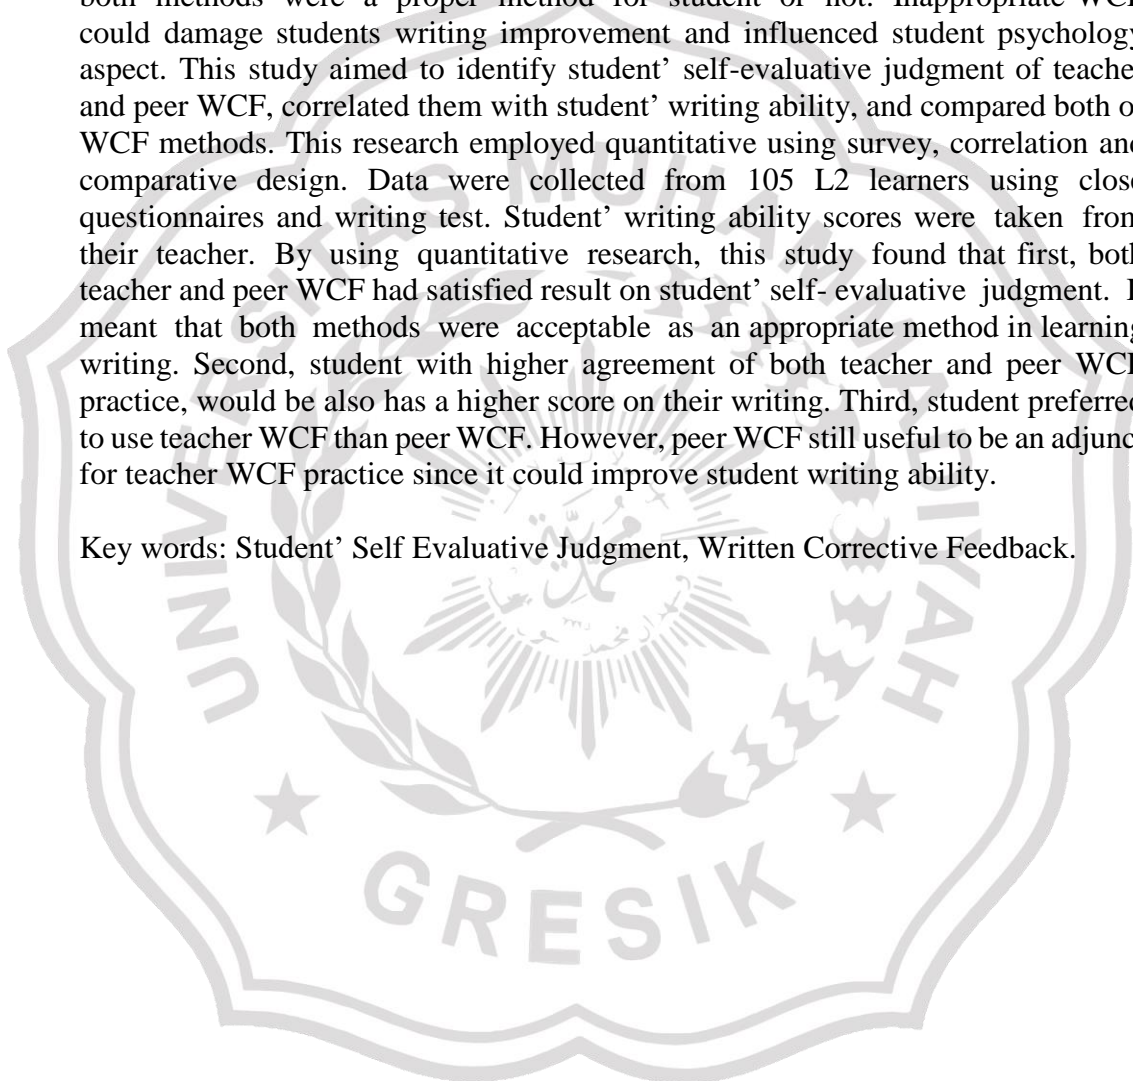 both methods were a proper method for student or not. Inappropriate WCF
could damage students writing improvement and influenced student psychology
aspect. This study aimed to identify student' self-evaluative judgment of teache
and peer WCF, correlated them with student' writing ability, and compared both o
WCF methods. This research employed quantitative using survey, correlation and
comparative design. Data were collected from 105 L2 learners using close
questionnaires and writing test. Student' writing ability scores were taken from
their teacher. By using quantitative research, this study found that first, both
teacher and peer WCF had satisfied result on student' self- evaluative judgment. I
meant that both methods were acceptable as an appropriate method in learning
writing. Second, student with higher agreement of both teacher and peer WCF
practice, would be also has a higher score on their writing. Third, student preferred
to use teacher WCF than peer WCF. However, peer WCF still useful to be an adjunc
for teacher WCF practice since it could improve student writing ability.
Key words: Student' Self Evaluative Judgment, Written Corrective Feedback.
UNIVERSITAS MUHAMMADIYAH
GRESIK